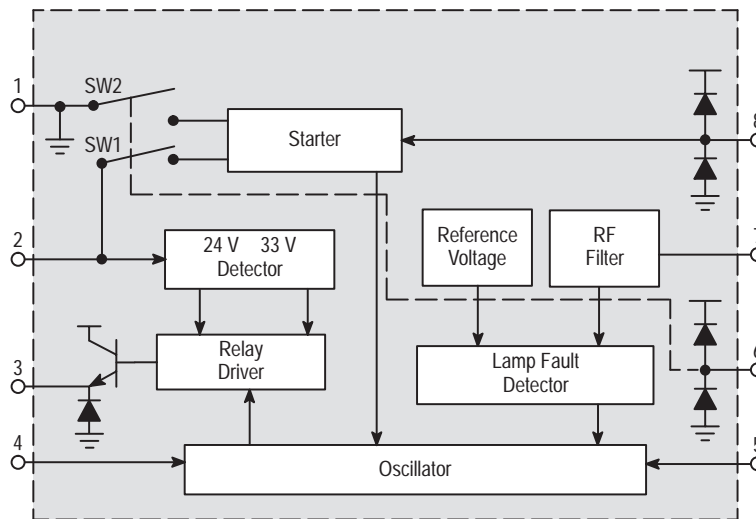 1
SW2
SW1
Starter
2
24 V 33 V
Detector
Reference
Voltage
RF
Filter
3
Relay
Driver
Lamp Fault
Detector
4
Oscillator